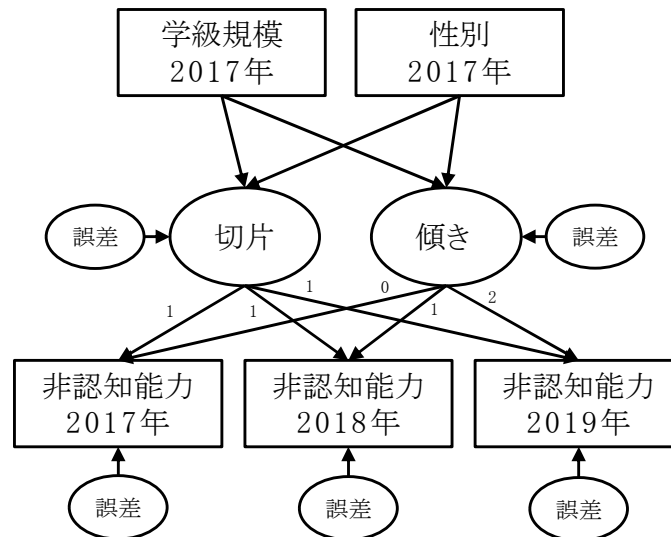 学級規模
2017年
性別
2017年
誤差
切片
傾き
誤差
1
1
1
0
1
2
非認知能力
2017年
非認知能力
2018年
非認知能力
2019年
誤差
誤差
誤差